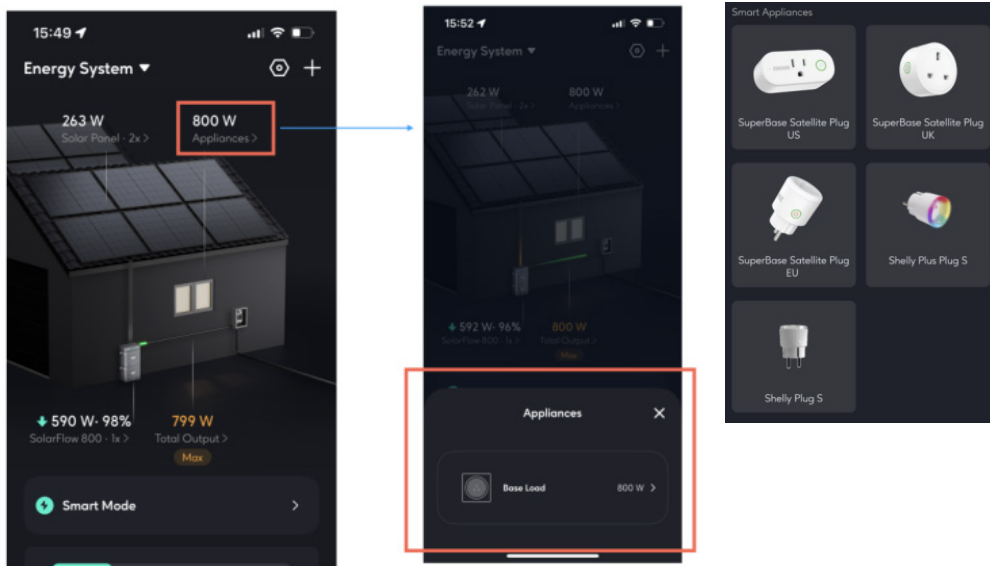 15:49
Energy System
263 W
Solar Panel · 2x >
800 W
Appliances >
590 W· 98%
SolarFlow 800 · 1x >
799 W
Total Output >
Max
Smart Mode
15:52
Energy System
262 W
Solar Panel · 2x >
800 W
Appliances >
592 W· 96%
SolarFlow 800 · 1x >
800 W
Total Output >
Max
Appliances
Base Load
800 W >
Smart Appliances
SuperBase Satellite Plug
US
SuperBase Satellite Plug
UK
SuperBase Satellite Plug
EU
Shelly Plus Plug S
Shelly Plug S